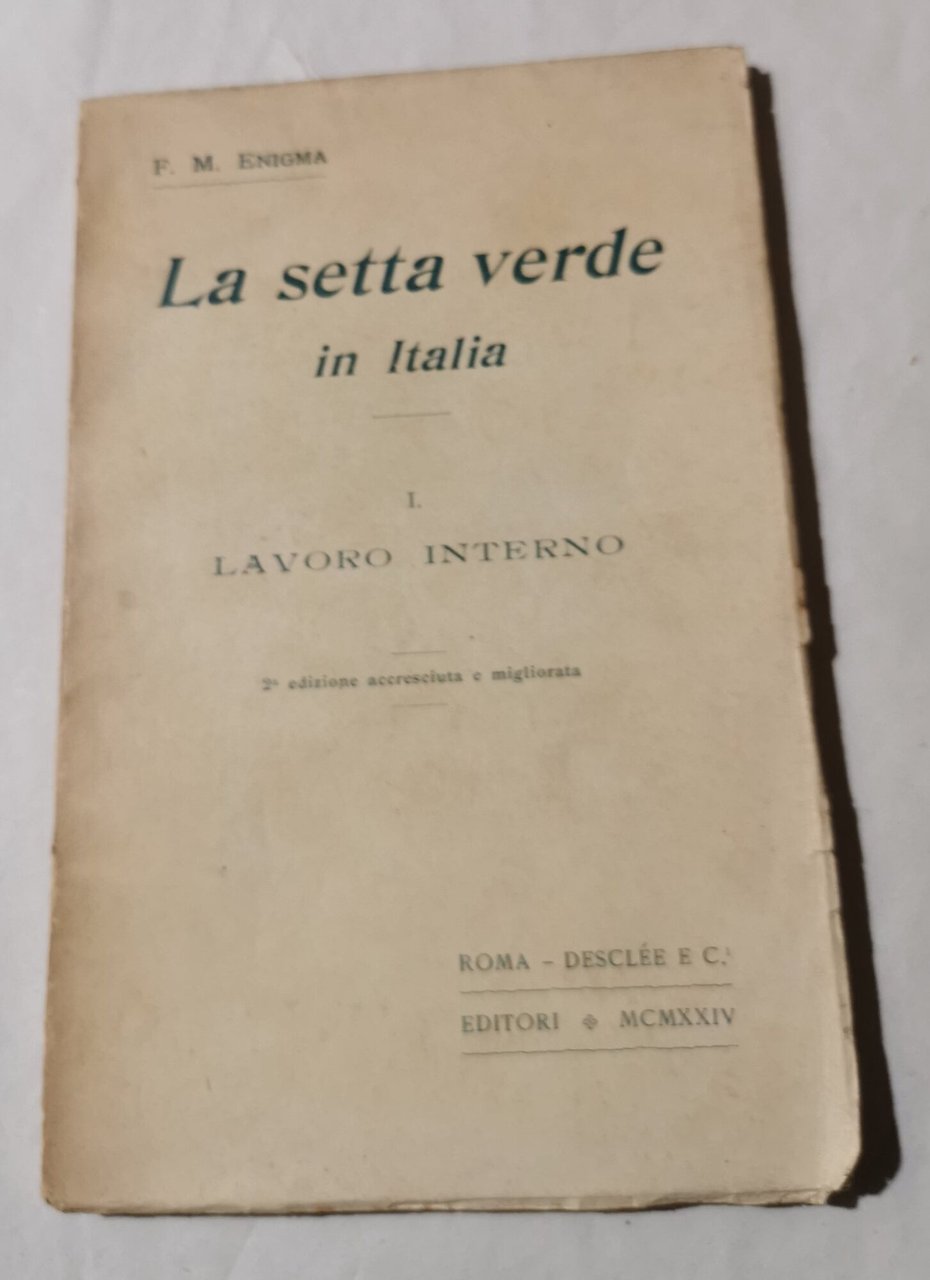 F. M. ENIGMA
La setta verde
in Italia
I.
LAVORO INTERNO
2ª edizione accresciuta e migliorata
ROMA – DESCLÉE E C.ⁱ
EDITORI ❉ MCMXXIV